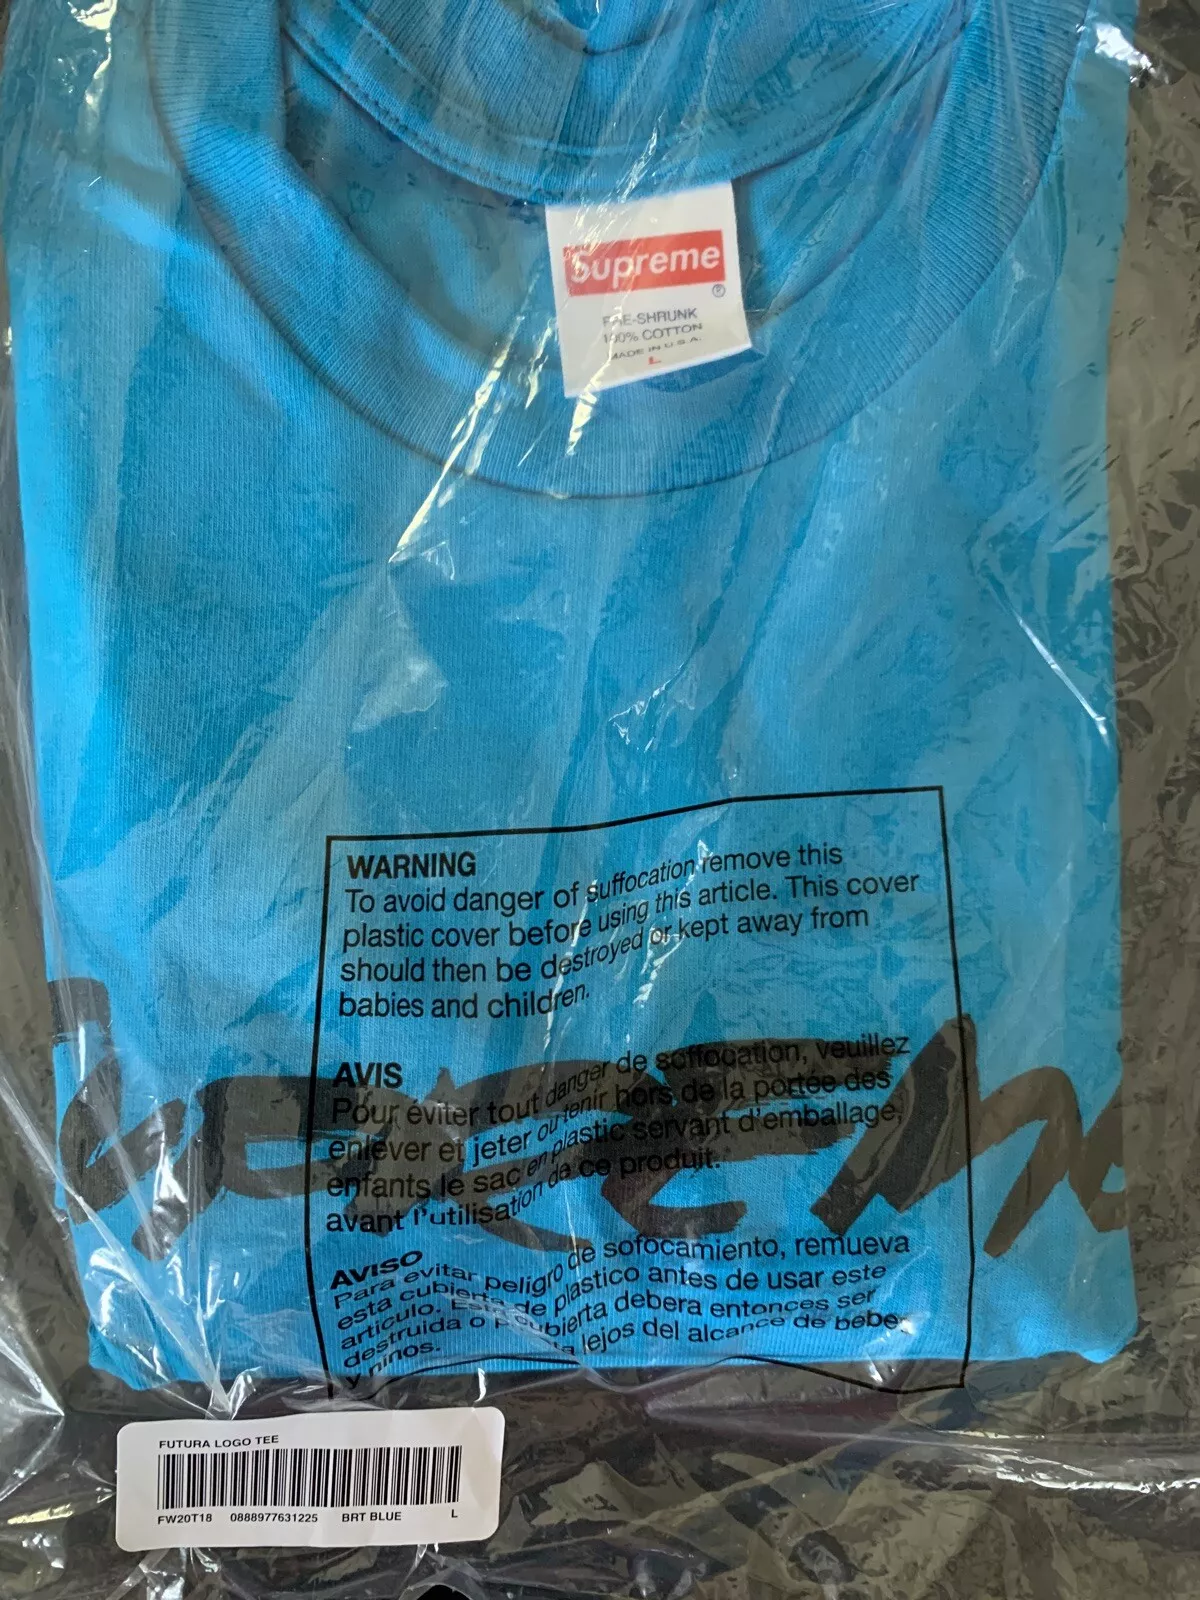 Supreme
®
PRE-SHRUNK
100% COTTON
MADE IN U.S.A.
L
WARNING
To avoid danger of suffocation remove this
plastic cover before using this article. This cover
should then be destroyed or kept away from
babies and children.
AVIS
Pour éviter tout danger de soffocation, veuillez
enlever et jeter ou tenir hors de la portée des
enfants le sac en plastic servant d'emballage,
avant l'utilisation de ce produit.
AVISO
Para evitar peligro de sofocamiento, remueva
esta cubierta de plastico antes de usar este
articulo. Esta cubierta debera entonces ser
destruida o lejos del alcance de bebes
y ninos.
FUTURA LOGO TEE
FW20T18 0888977631225 BRT BLUE L